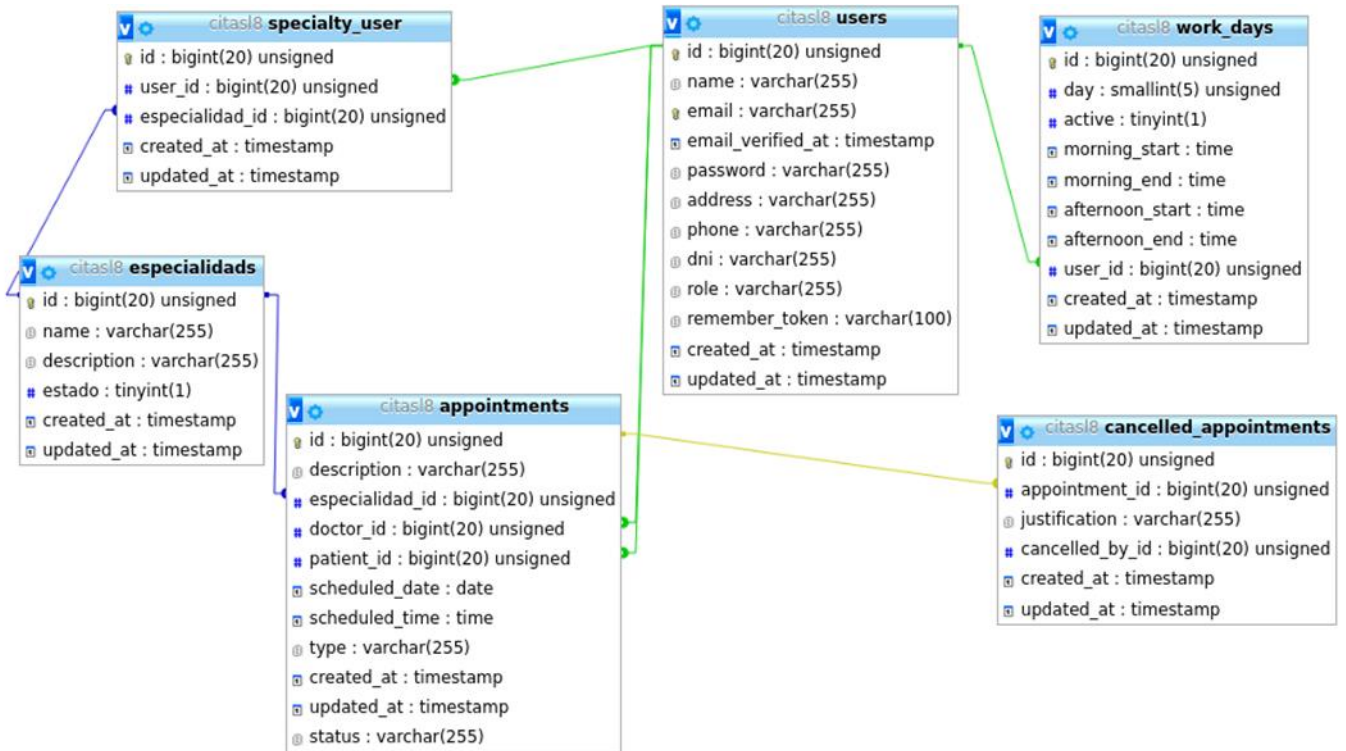 citasl8 specialty_user
id : bigint(20) unsigned
user_id : bigint(20) unsigned
especialidad_id : bigint(20) unsigned
created_at : timestamp
updated_at : timestamp
citasl8 users
id : bigint(20) unsigned
name : varchar(255)
email : varchar(255)
email_verified_at : timestamp
password : varchar(255)
address : varchar(255)
phone : varchar(255)
dni : varchar(255)
role : varchar(255)
remember_token : varchar(100)
created_at : timestamp
updated_at : timestamp
citasl8 work_days
id : bigint(20) unsigned
day : smallint(5) unsigned
active : tinyint(1)
morning_start : time
morning_end : time
afternoon_start : time
afternoon_end : time
user_id : bigint(20) unsigned
created_at : timestamp
updated_at : timestamp
citasl8 especialidads
id : bigint(20) unsigned
name : varchar(255)
description : varchar(255)
estado : tinyint(1)
created_at : timestamp
updated_at : timestamp
citasl8 appointments
id : bigint(20) unsigned
description : varchar(255)
especialidad_id : bigint(20) unsigned
doctor_id : bigint(20) unsigned
patient_id : bigint(20) unsigned
scheduled_date : date
scheduled_time : time
type : varchar(255)
created_at : timestamp
updated_at : timestamp
status : varchar(255)
citasl8 cancelled_appointments
id : bigint(20) unsigned
appointment_id : bigint(20) unsigned
justification : varchar(255)
cancelled_by_id : bigint(20) unsigned
created_at : timestamp
updated_at : timestamp